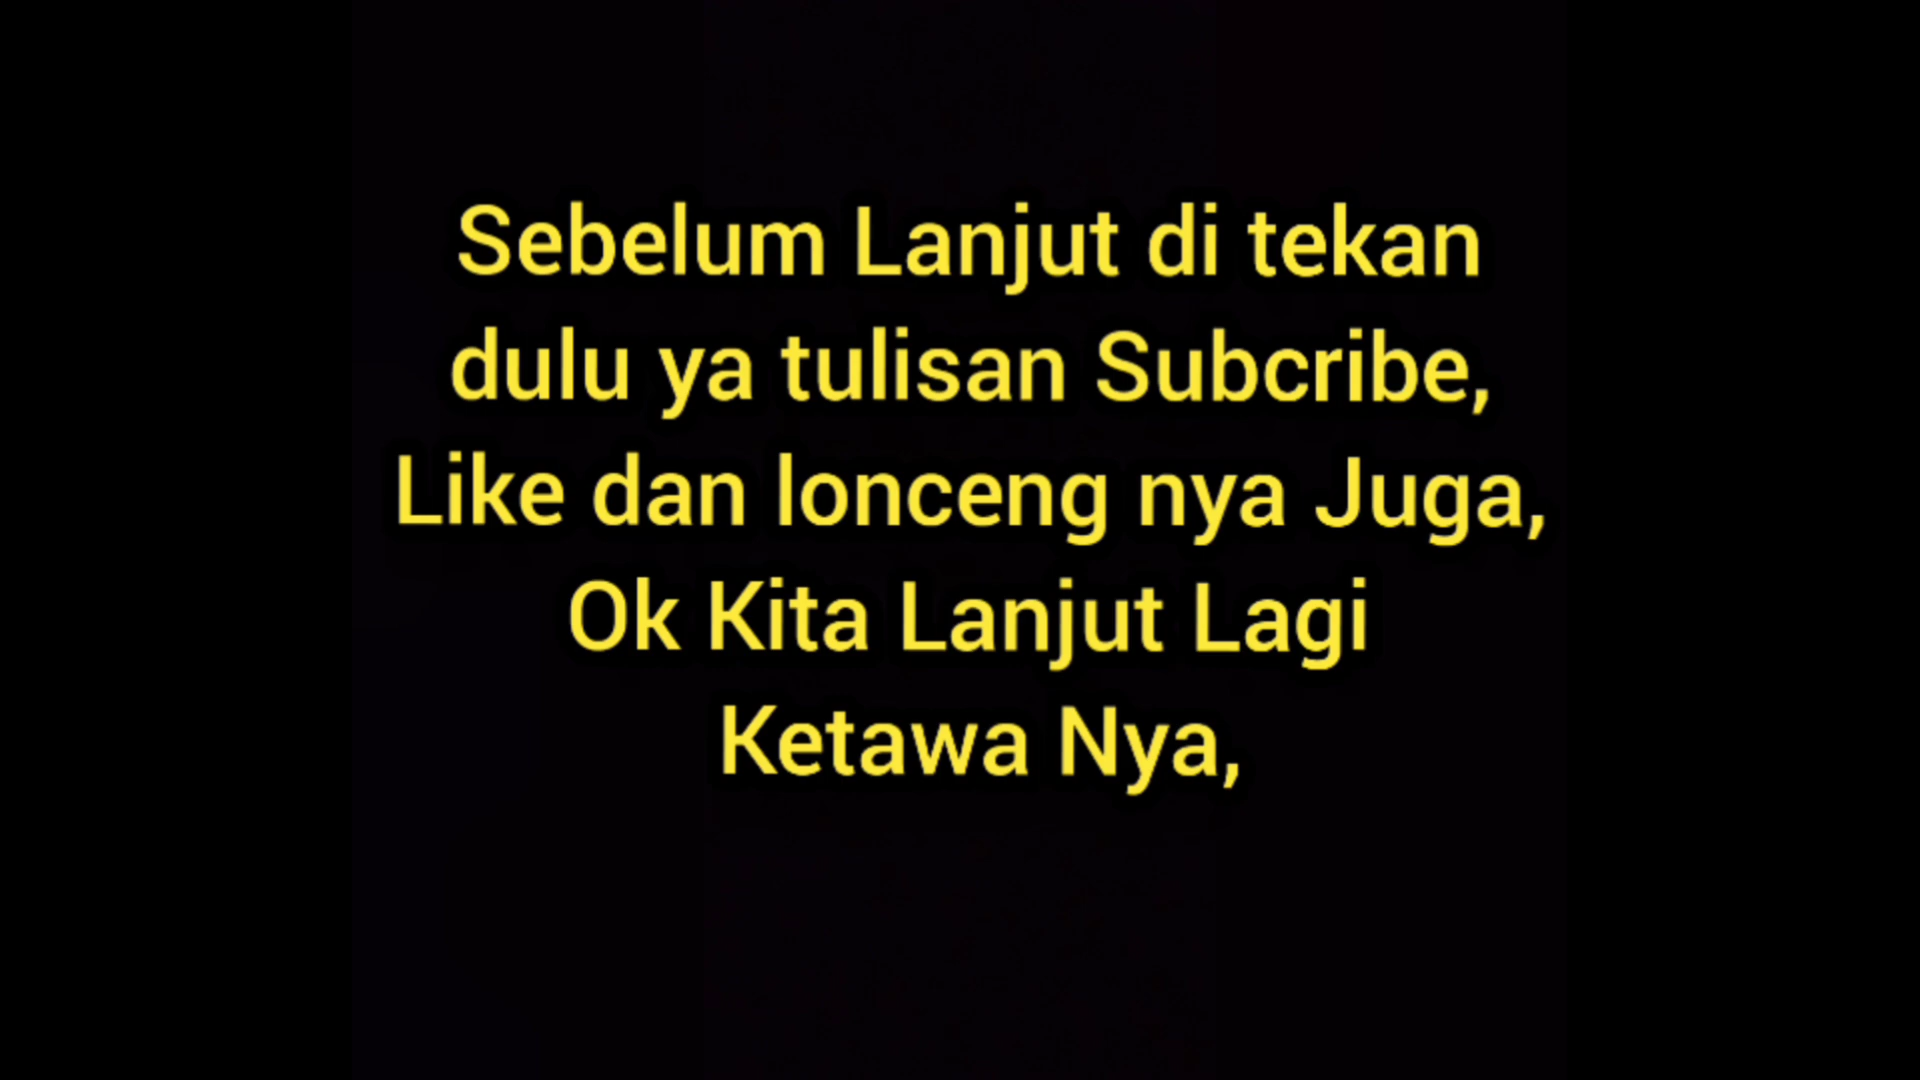 Sebelum Lanjut di tekan
dulu ya tulisan Subcribe,
Like dan lonceng nya Juga,
Ok Kita Lanjut Lagi
Ketawa Nya,